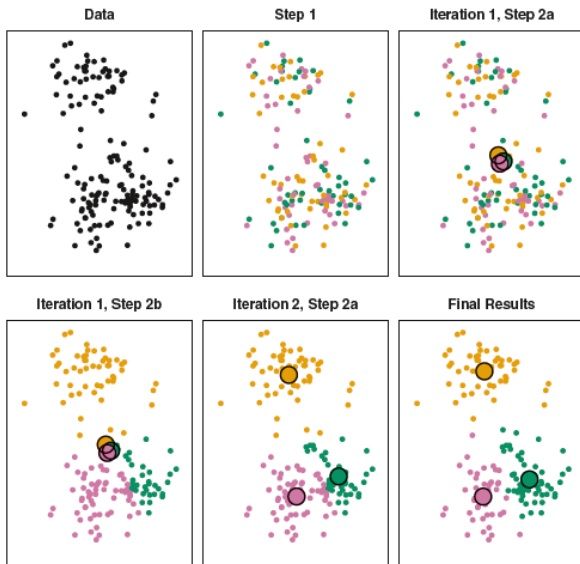 Data
Step 1
Iteration 1, Step 2a
Iteration 1, Step 2b
Iteration 2, Step 2a
Final Results